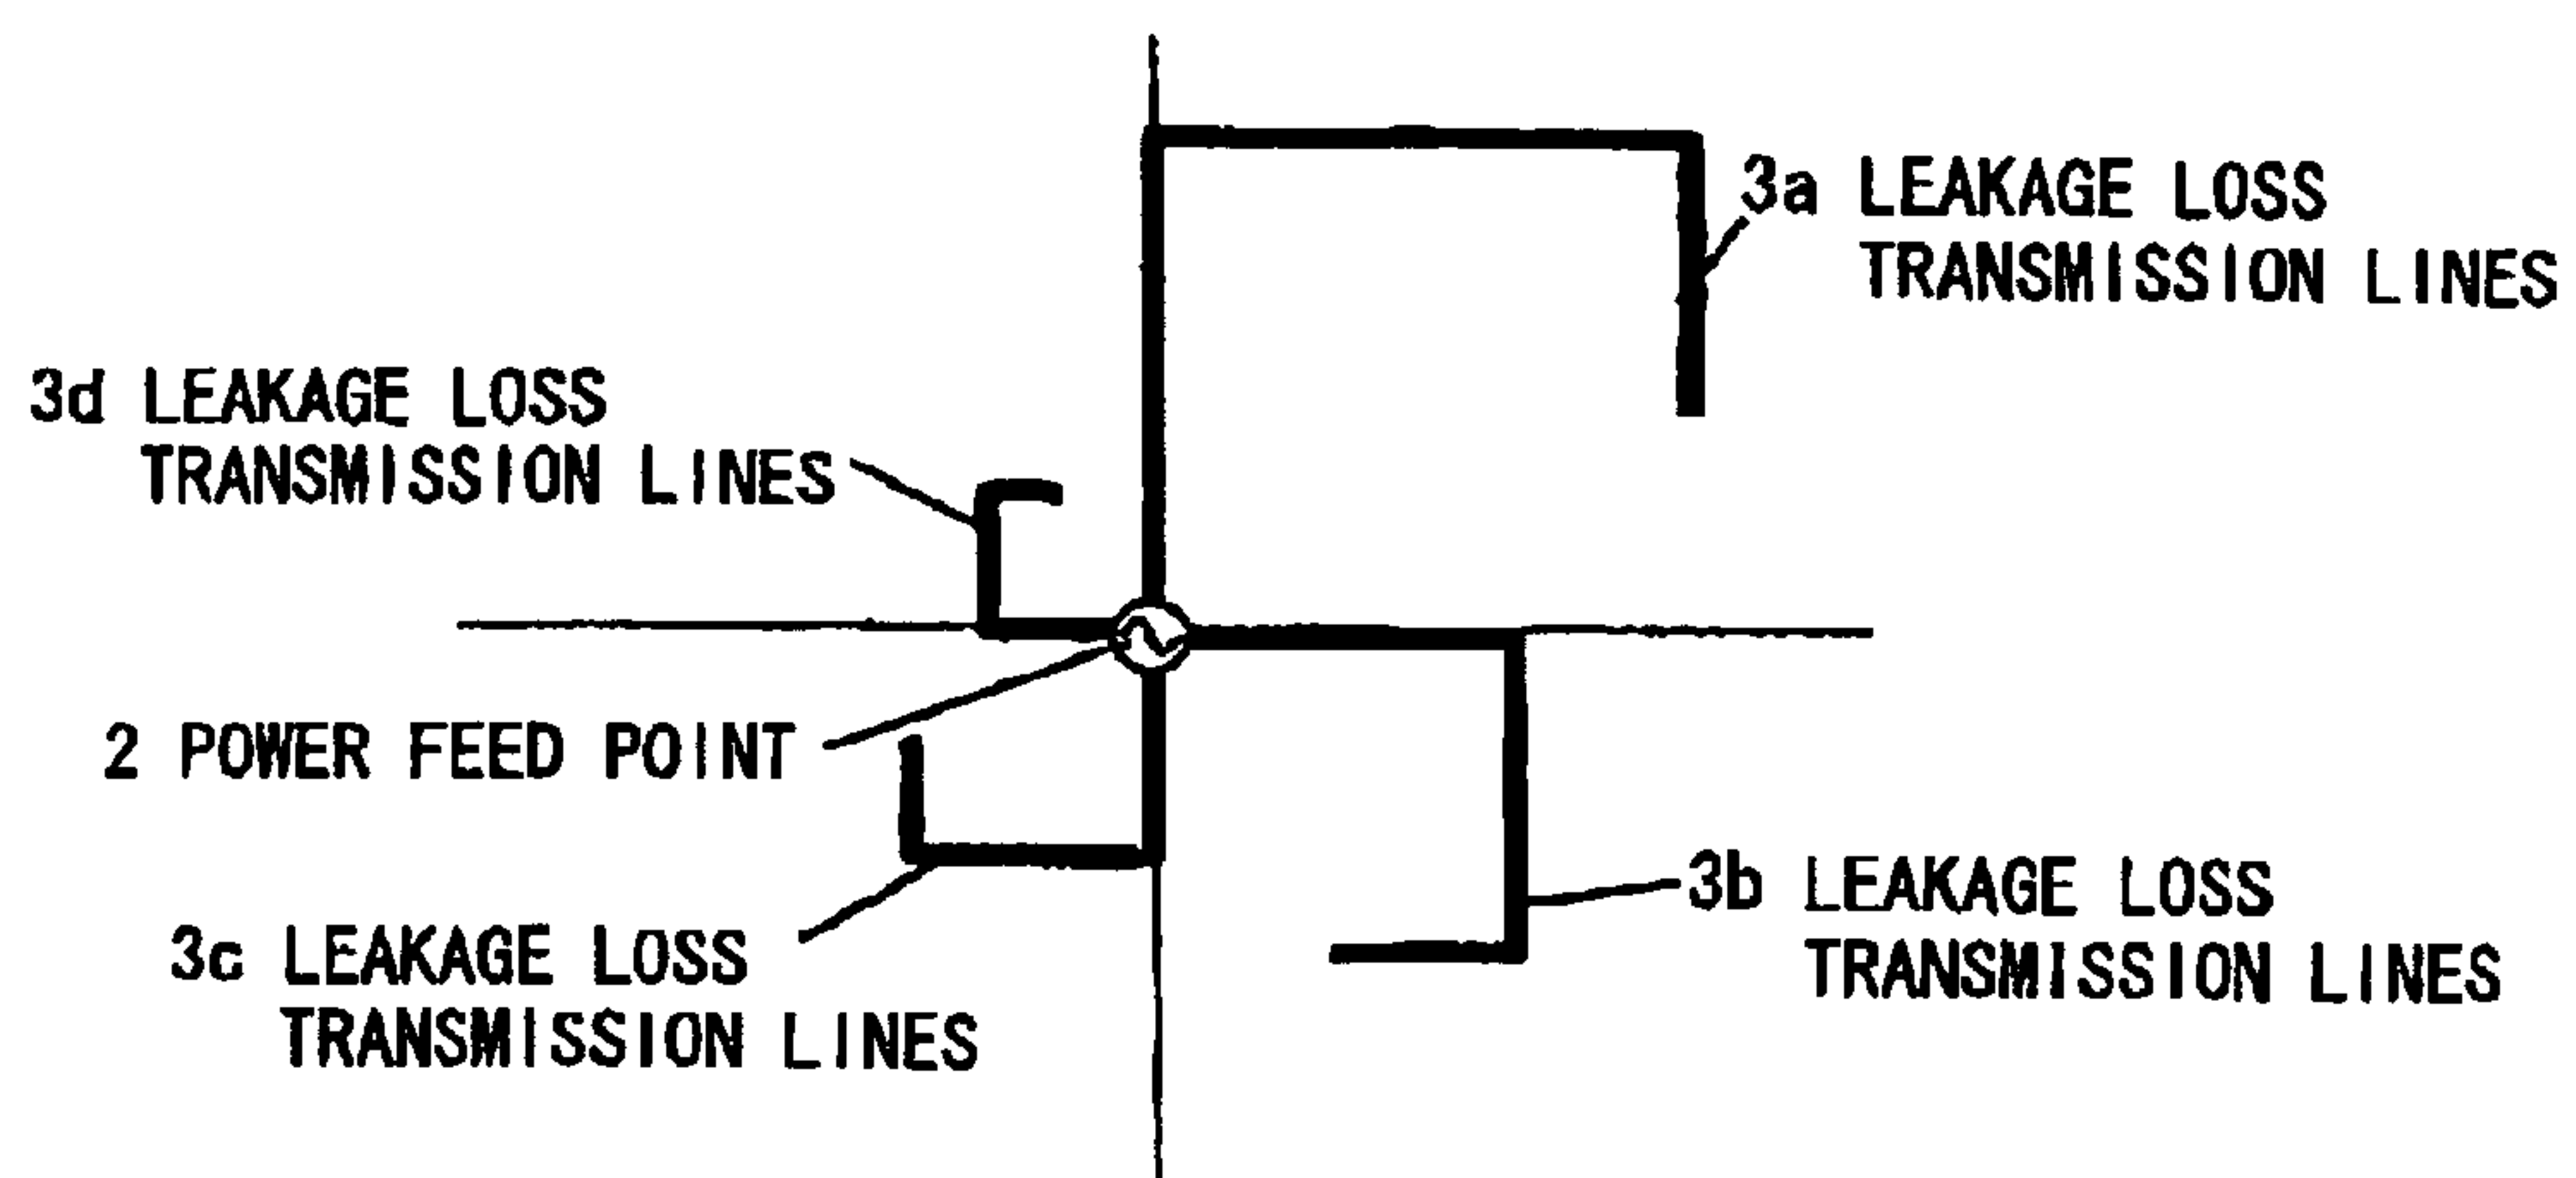 3a LEAKAGE LOSS
TRANSMISSION LINES
3d LEAKAGE LOSS
TRANSMISSION LINES
2 POWER FEED POINT
3b LEAKAGE LOSS
TRANSMISSION LINES
3c LEAKAGE LOSS
TRANSMISSION LINES